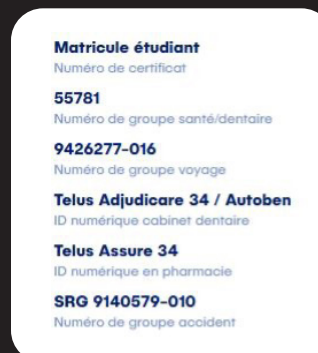 Matricule étudiant
Numéro de certificat
55781
Numéro de groupe santé/dentaire
9426277-016
Numéro de groupe voyage
Telus Adjudicare 34 / Autoben
ID numérique cabinet dentaire
Telus Assure 34
ID numérique en pharmacie
SRG 9140579-010
Numéro de groupe accident